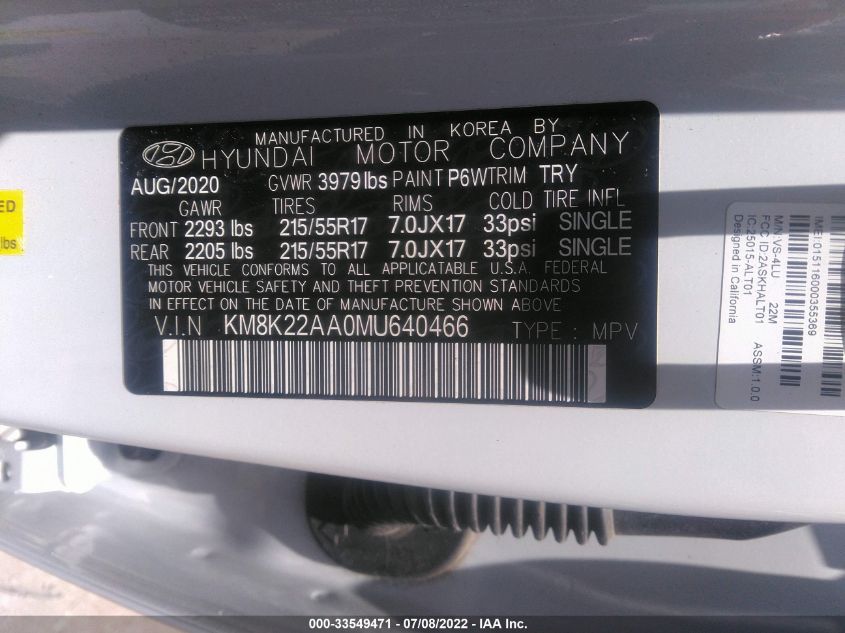 MANUFACTURED IN KOREA BY
HYUNDAI MOTOR COMPANY
AUG/2020 GVWR 3979lbs PAINT P6W TRIM TRY
GAWR TIRES RIMS COLD TIRE INFL
FRONT 2293 lbs 215/55R17 7.0JX17 33psi SINGLE
REAR 2205 lbs 215/55R17 7.0JX17 33psi SINGLE
THIS VEHICLE CONFORMS TO ALL APPLICABLE U.S.A. FEDERAL
MOTOR VEHICLE SAFETY AND THEFT PREVENTION STANDARDS
IN EFFECT ON THE DATE OF MANUFACTURE SHOWN ABOVE
V.I.N KM8K22AA0MU640466 TYPE : MPV
ED
lbs
IMEI:015116000355369
M/N:VS-4LU 22M
FCC ID:2ASKHALT01
IC:25015-ALT01 ASSM:1.0.0
Designed in California
000-33549471 - 07/08/2022 - IAA Inc.